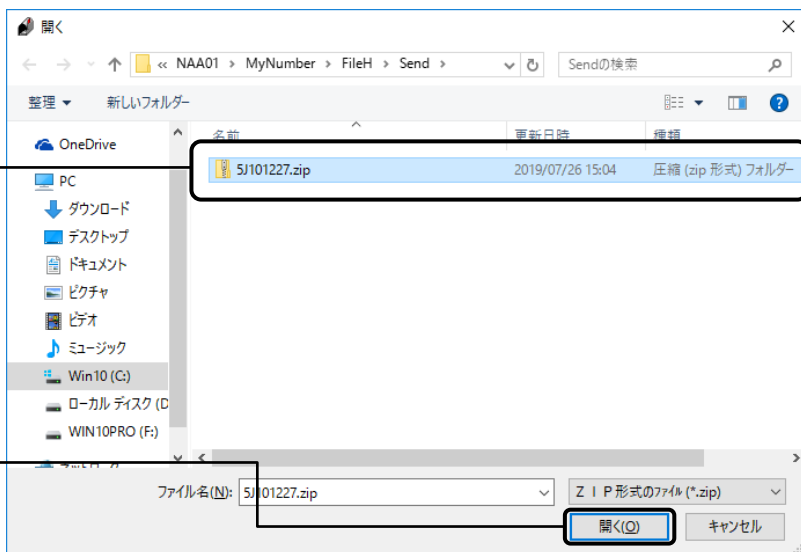 開く
« NAA01 › MyNumber › FileH › Send ›
Sendの検索
整理 ▼ 新しいフォルダー
OneDrive
PC
ダウンロード
デスクトップ
ドキュメント
ピクチャ
ビデオ
ミュージック
Win10 (C:)
ローカル ディスク (D
WIN10PRO (F:)
ネットワーク
名前 更新日時 種類
5J101227.zip 2019/07/26 15:04 圧縮 (zip 形式) フォルダー
ファイル名(N): 5J101227.zip
ZIP形式のファイル(*.zip)
開く(O) キャンセル